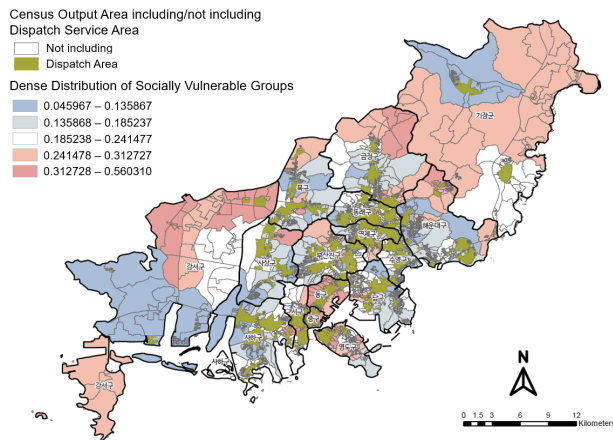 Census Output Area including/not including
Dispatch Service Area
Not including
Dispatch Area
Dense Distribution of Socially Vulnerable Groups
0.045967 – 0.135867
0.135868 – 0.185237
0.185238 – 0.241477
0.241478 – 0.312727
0.312728 – 0.560310
기장군
금정구
북구
동래구
해운대구
연제구
강서구
사상구
부산진구
수영구
남구
동구
서구
중구
사하구
영도구
사하구
강서구
N
0 1.5 3 6 9 12
Kilometers